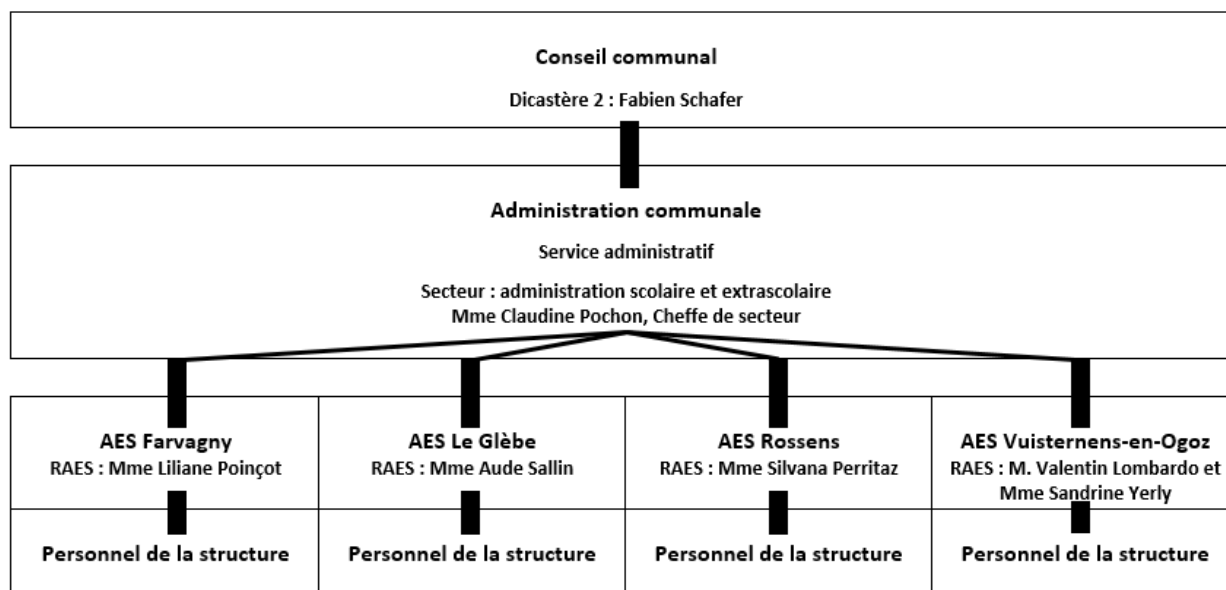 Conseil communal
Dicastère 2 : Fabien Schafer
Administration communale
Service administratif
Secteur : administration scolaire et extrascolaire
Mme Claudine Pochon, Cheffe de secteur
AES Farvagny
RAES : Mme Liliane Poinçot
AES Le Glèbe
RAES : Mme Aude Sallin
AES Rossens
RAES : Mme Silvana Perritaz
AES Vuisternens-en-Ogoz
RAES : M. Valentin Lombardo et
Mme Sandrine Yerly
Personnel de la structure
Personnel de la structure
Personnel de la structure
Personnel de la structure